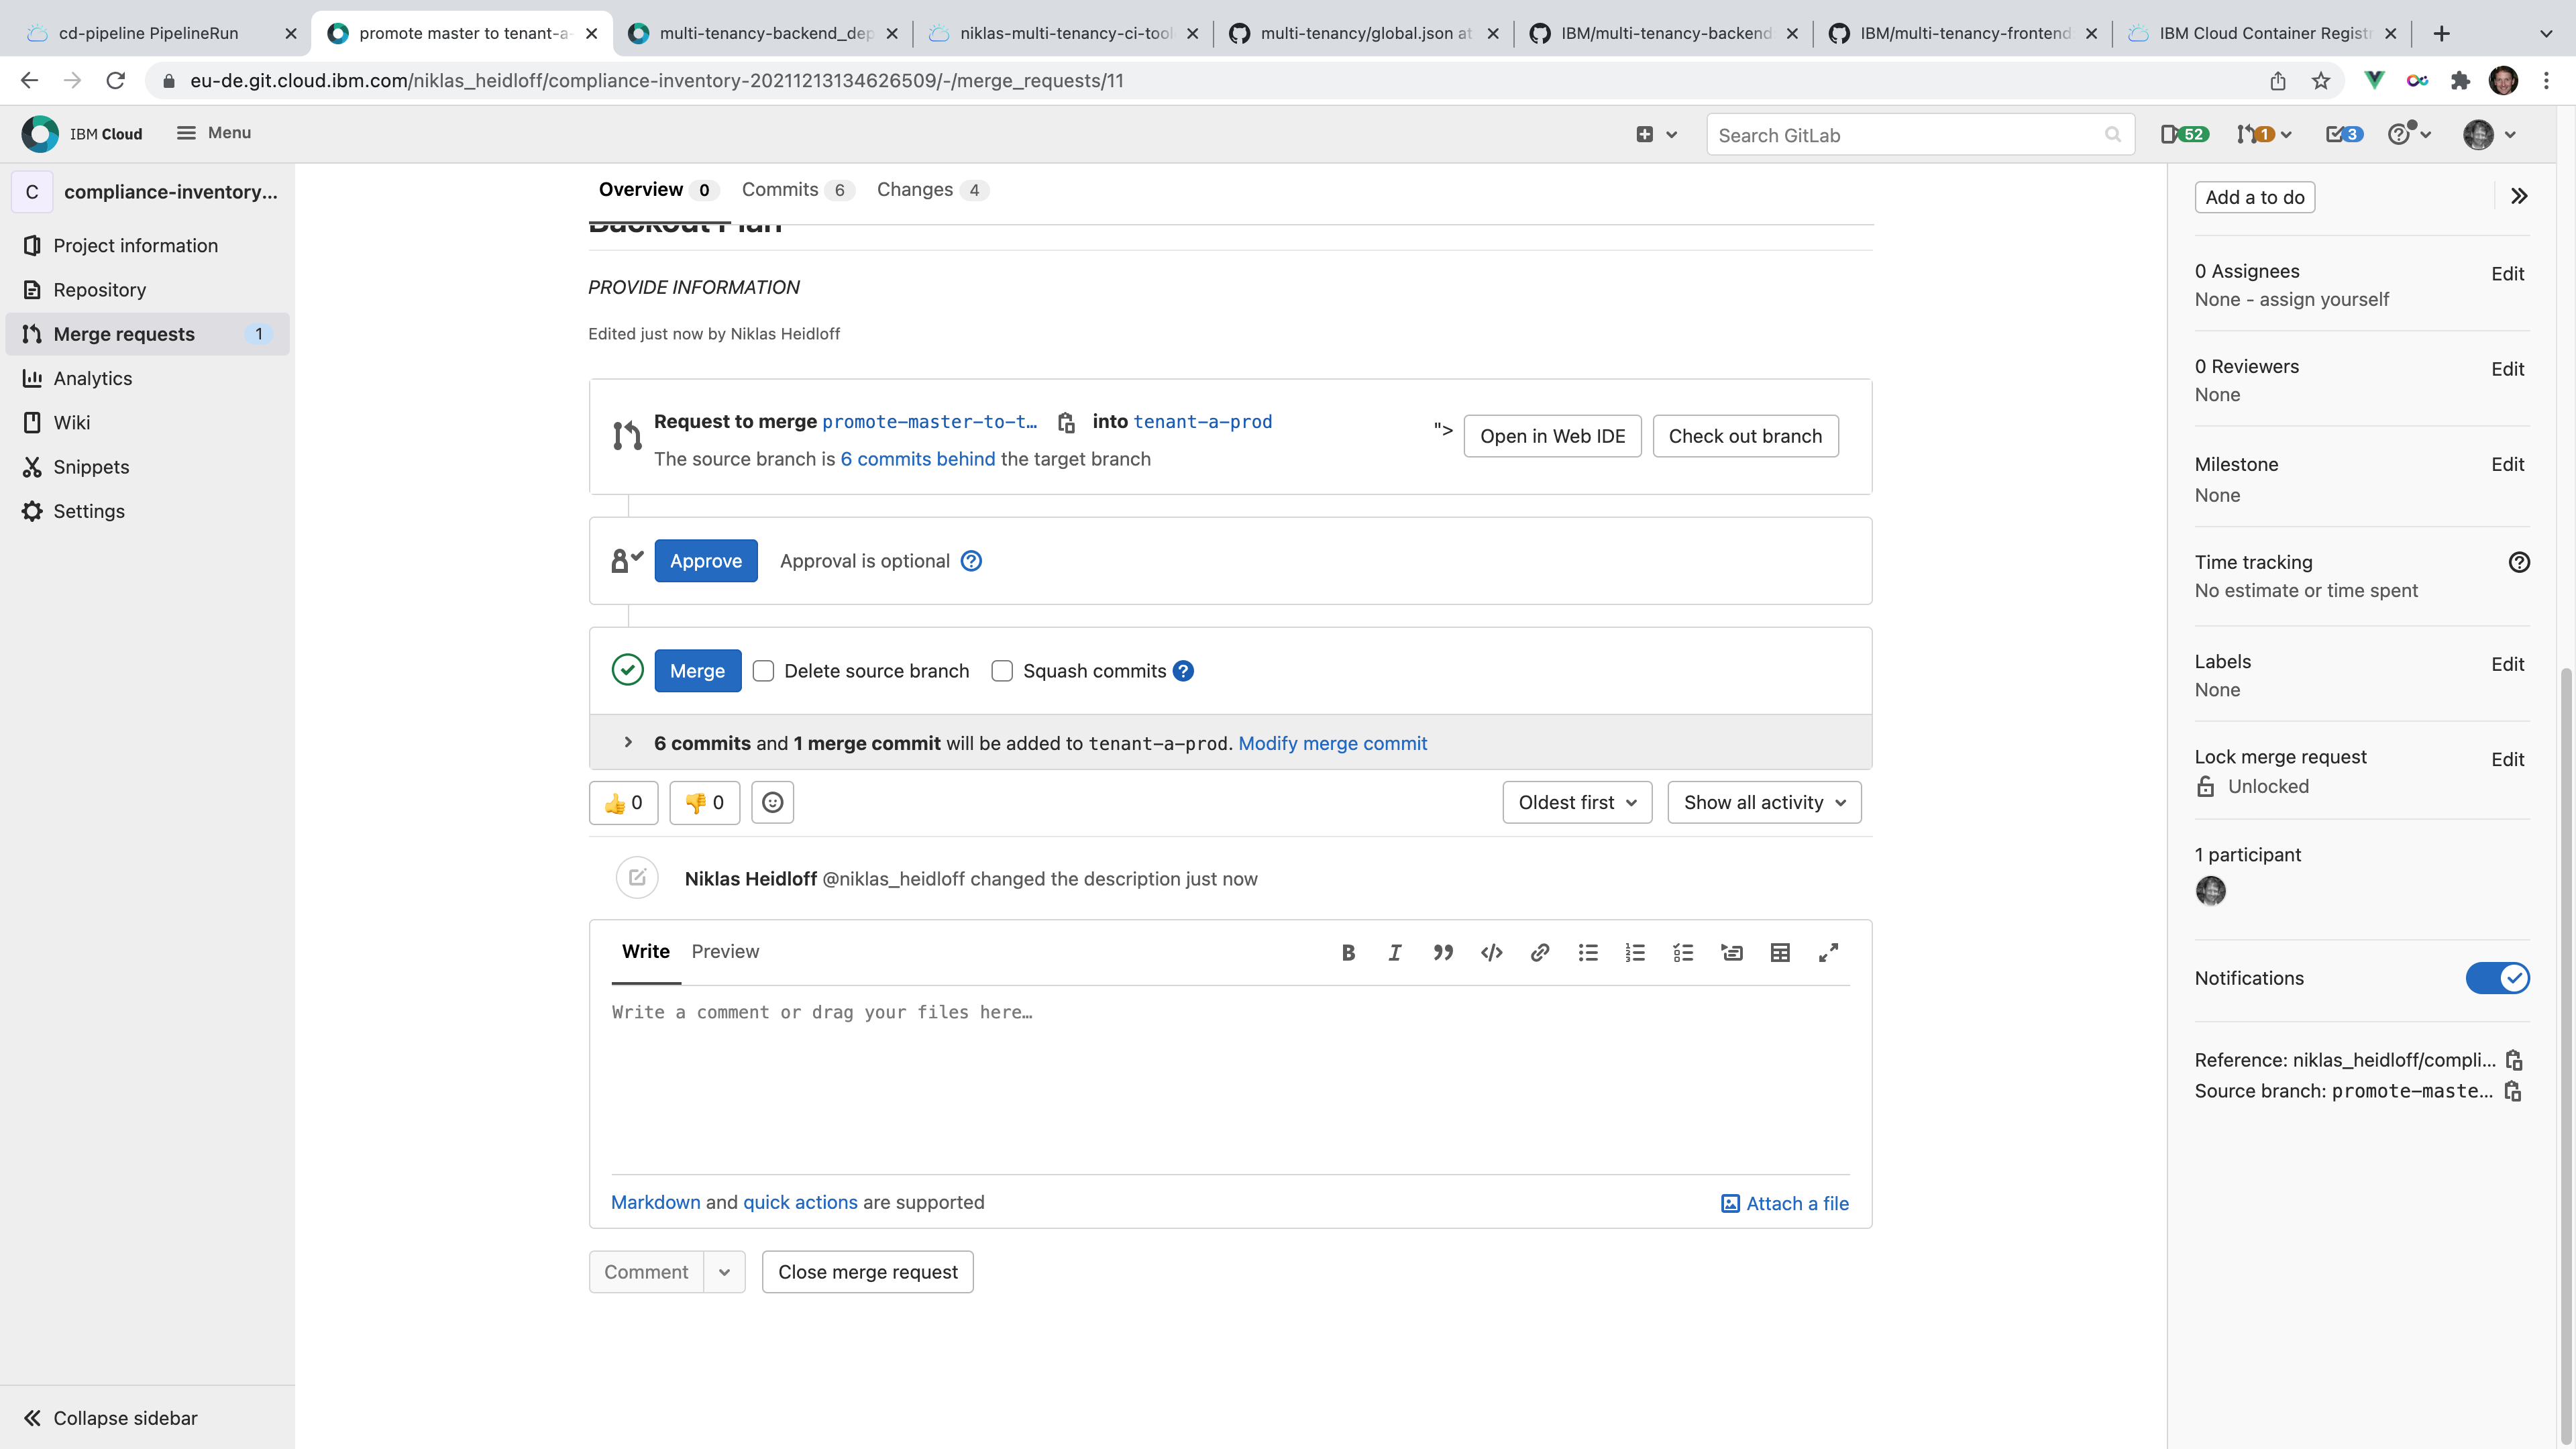 cd-pipeline PipelineRun
promote master to tenant-a-
multi-tenancy-backend_dep
niklas-multi-tenancy-ci-tool
multi-tenancy/global.json at
IBM/multi-tenancy-backend
IBM/multi-tenancy-frontend
IBM Cloud Container Registr
eu-de.git.cloud.ibm.com/niklas_heidloff/compliance-inventory-20211213134626509/-/merge_requests/11
IBM Cloud
Menu
Search GitLab
52
1
3
C
compliance-inventory...
Project information
Repository
Merge requests 1
Analytics
Wiki
Snippets
Settings
Collapse sidebar
Overview 0
Commits 6
Changes 4
Backout Plan
PROVIDE INFORMATION
Edited just now by Niklas Heidloff
Request to merge promote-master-to-t… into tenant-a-prod
The source branch is 6 commits behind the target branch
">
Open in Web IDE
Check out branch
Approve
Approval is optional
Merge
Delete source branch
Squash commits
6 commits and 1 merge commit will be added to tenant-a-prod. Modify merge commit
👍 0
👎 0
Oldest first
Show all activity
Niklas Heidloff @niklas_heidloff changed the description just now
Write
Preview
Write a comment or drag your files here…
Markdown and quick actions are supported
Attach a file
Comment
Close merge request
Add a to do
0 Assignees
Edit
None - assign yourself
0 Reviewers
Edit
None
Milestone
Edit
None
Time tracking
No estimate or time spent
Labels
Edit
None
Lock merge request
Edit
Unlocked
1 participant
Notifications
Reference: niklas_heidloff/compli...
Source branch: promote-maste...